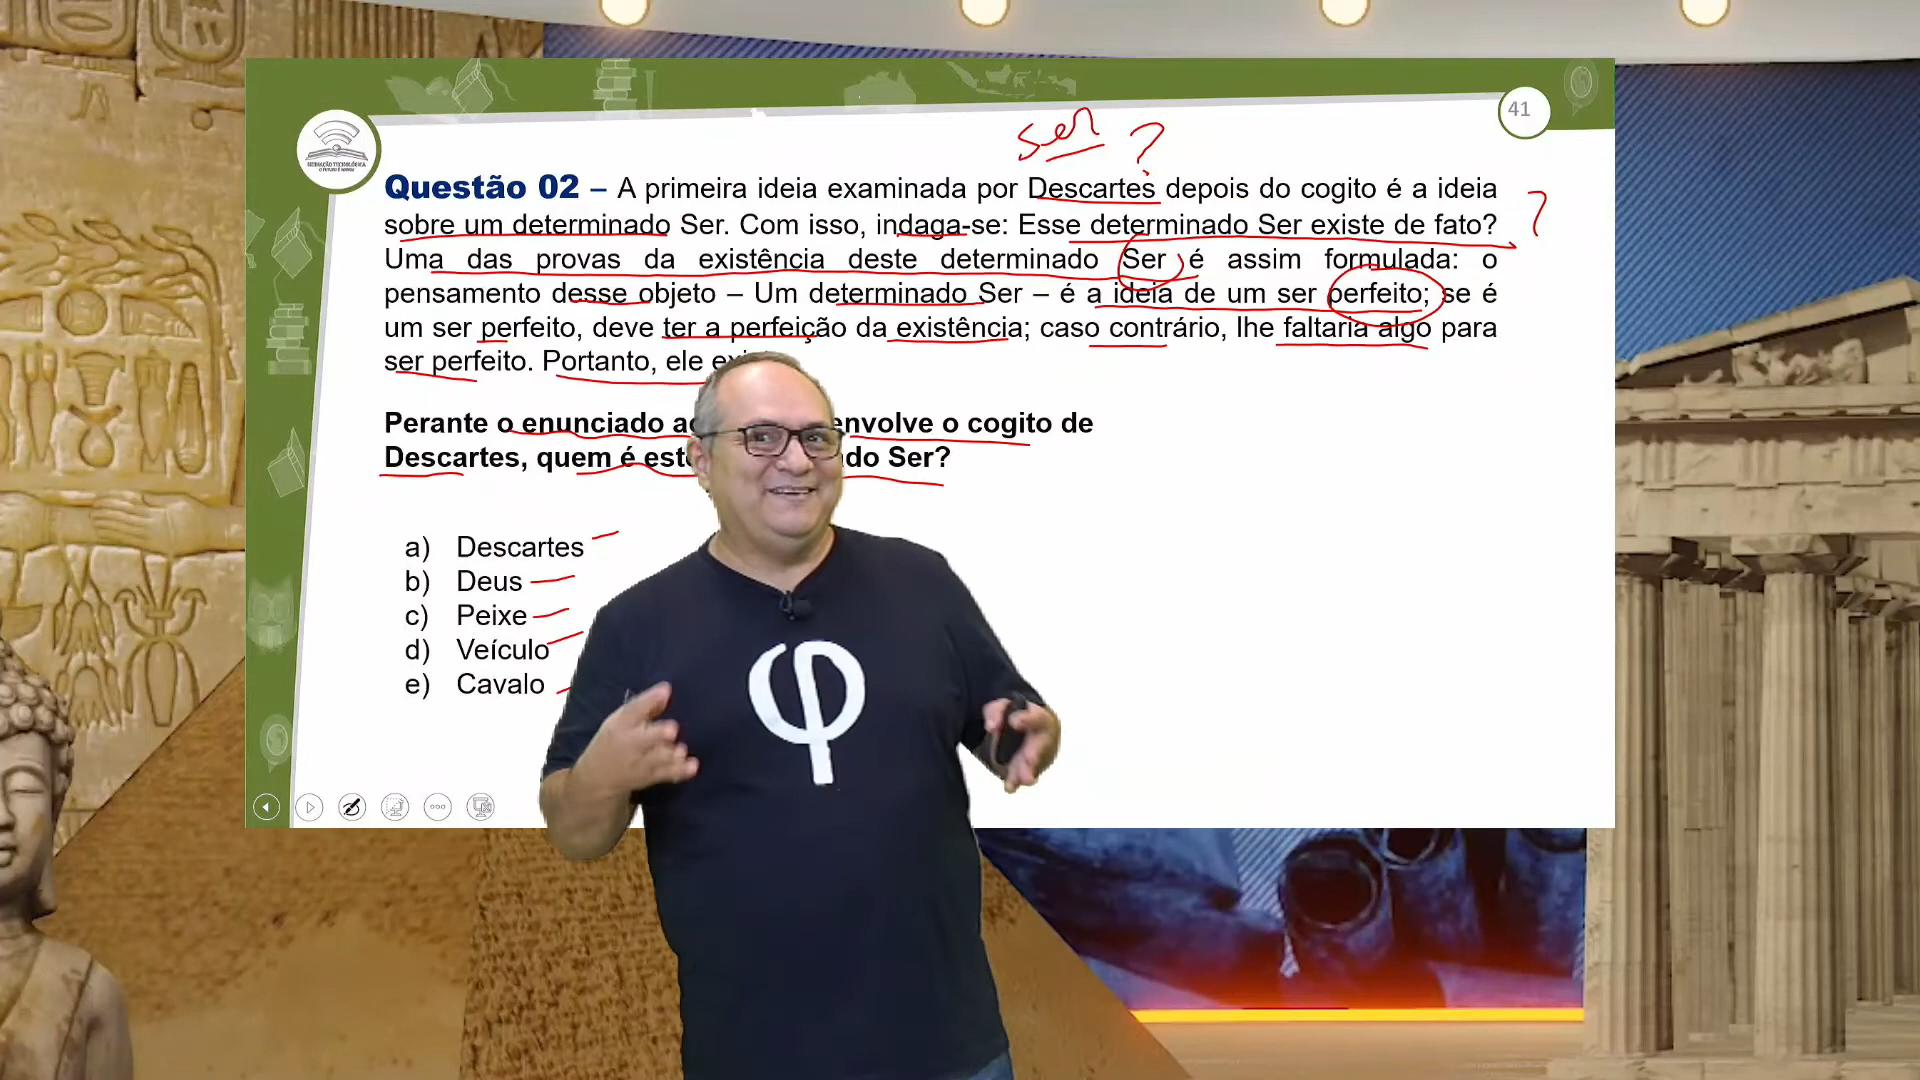 41
ser ?
Questão 02 – A primeira ideia examinada por Descartes depois do cogito é a ideia
sobre um determinado Ser. Com isso, indaga-se: Esse determinado Ser existe de fato? ?
Uma das provas da existência deste determinado Ser é assim formulada: o
pensamento desse objeto – Um determinado Ser – é a ideia de um ser perfeito; se é
um ser perfeito, deve ter a perfeição da existência; caso contrário, lhe faltaria algo para
ser perfeito. Portanto, ele
Perante o enunciado envolve o cogito de
Descartes, quem é Ser?
a) Descartes
b) Deus
c) Peixe
d) Veículo
e) Cavalo
φ